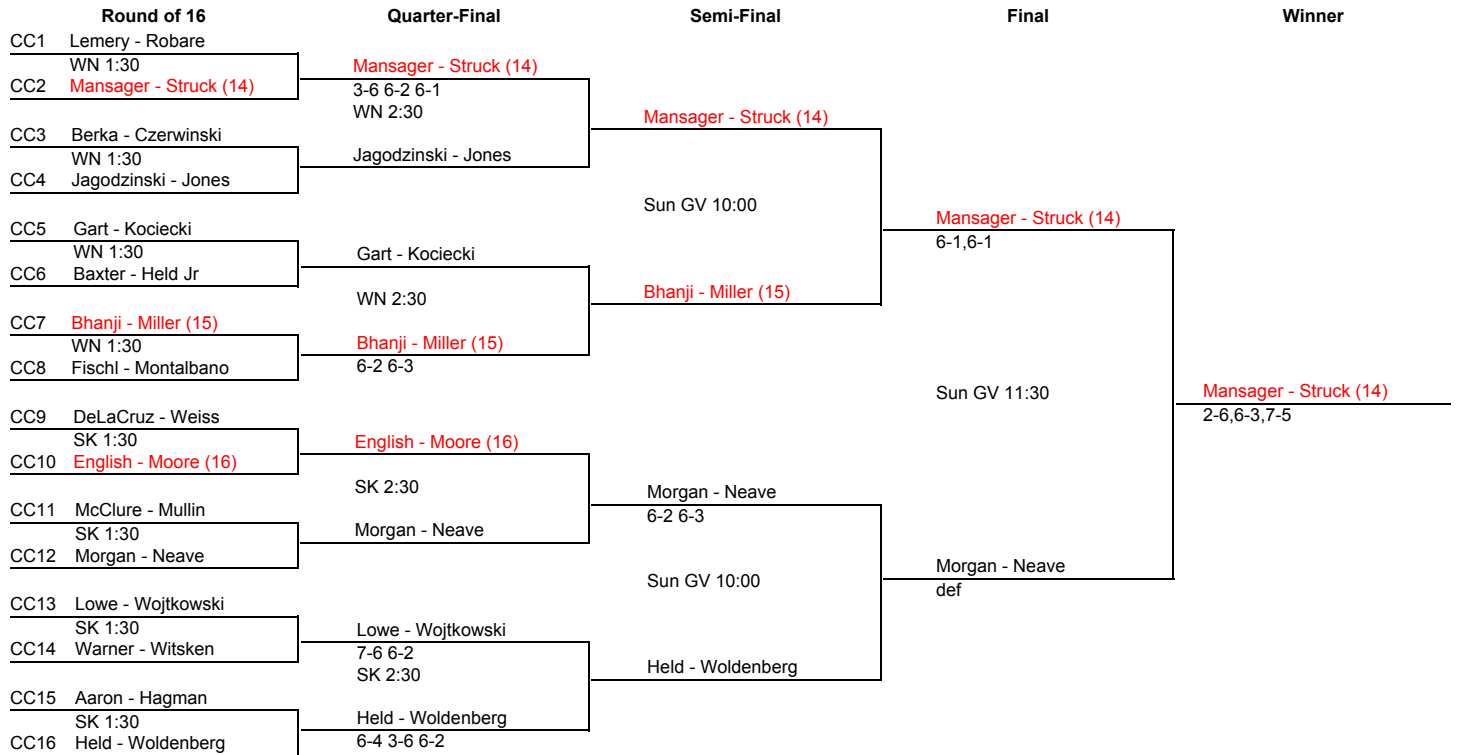 Round of 16
Quarter-Final
Semi-Final
Final
Winner
CC1 Lemery - Robare
WN 1:30
CC2 Mansager - Struck (14)
CC3 Berka - Czerwinski
WN 1:30
CC4 Jagodzinski - Jones
CC5 Gart - Kociecki
WN 1:30
CC6 Baxter - Held Jr
CC7 Bhanji - Miller (15)
WN 1:30
CC8 Fischl - Montalbano
CC9 DeLaCruz - Weiss
SK 1:30
CC10 English - Moore (16)
CC11 McClure - Mullin
SK 1:30
CC12 Morgan - Neave
CC13 Lowe - Wojtkowski
SK 1:30
CC14 Warner - Witsken
CC15 Aaron - Hagman
SK 1:30
CC16 Held - Woldenberg
Mansager - Struck (14)
3-6 6-2 6-1
WN 2:30
Jagodzinski - Jones
Gart - Kociecki
WN 2:30
Bhanji - Miller (15)
6-2 6-3
English - Moore (16)
SK 2:30
Morgan - Neave
Lowe - Wojtkowski
7-6 6-2
SK 2:30
Held - Woldenberg
6-4 3-6 6-2
Mansager - Struck (14)
Sun GV 10:00
Bhanji - Miller (15)
Morgan - Neave
6-2 6-3
Sun GV 10:00
Held - Woldenberg
Mansager - Struck (14)
6-1,6-1
Sun GV 11:30
Morgan - Neave
def
Mansager - Struck (14)
2-6,6-3,7-5